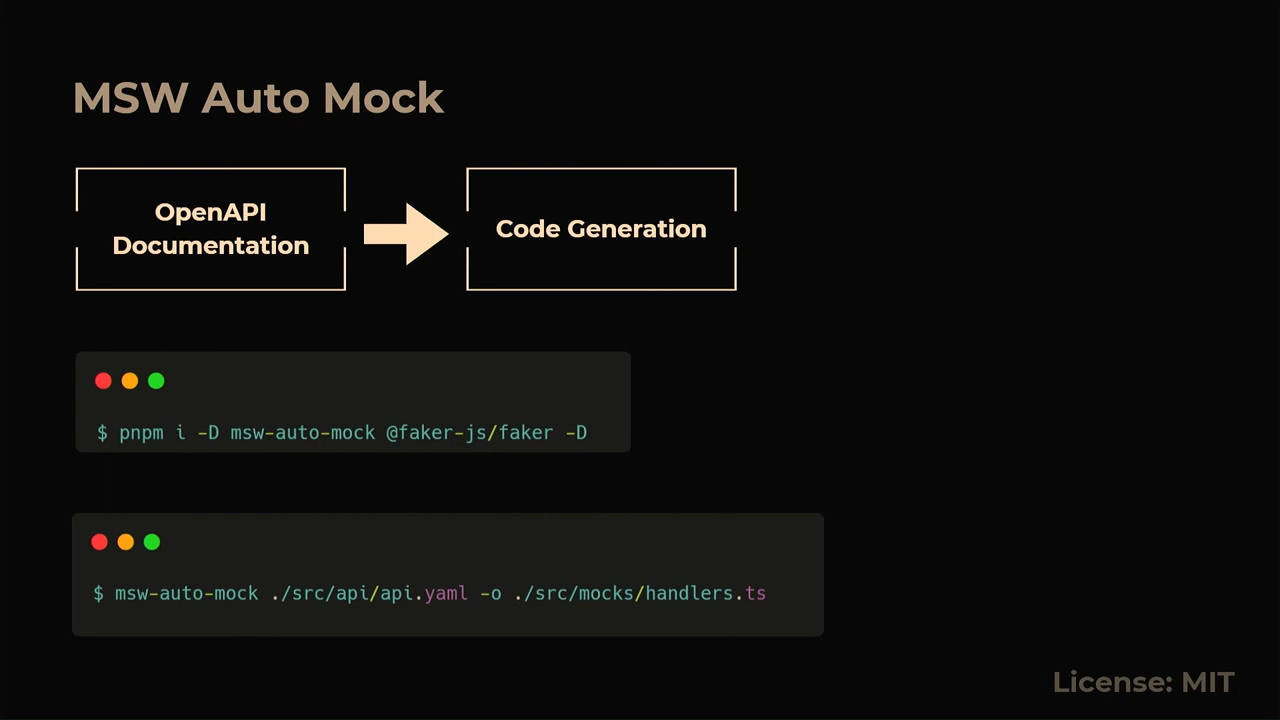 MSW Auto Mock
OpenAPI
Documentation
Code Generation
$ pnpm i -D msw-auto-mock @faker-js/faker -D
$ msw-auto-mock ./src/api/api.yaml -o ./src/mocks/handlers.ts
License: MIT